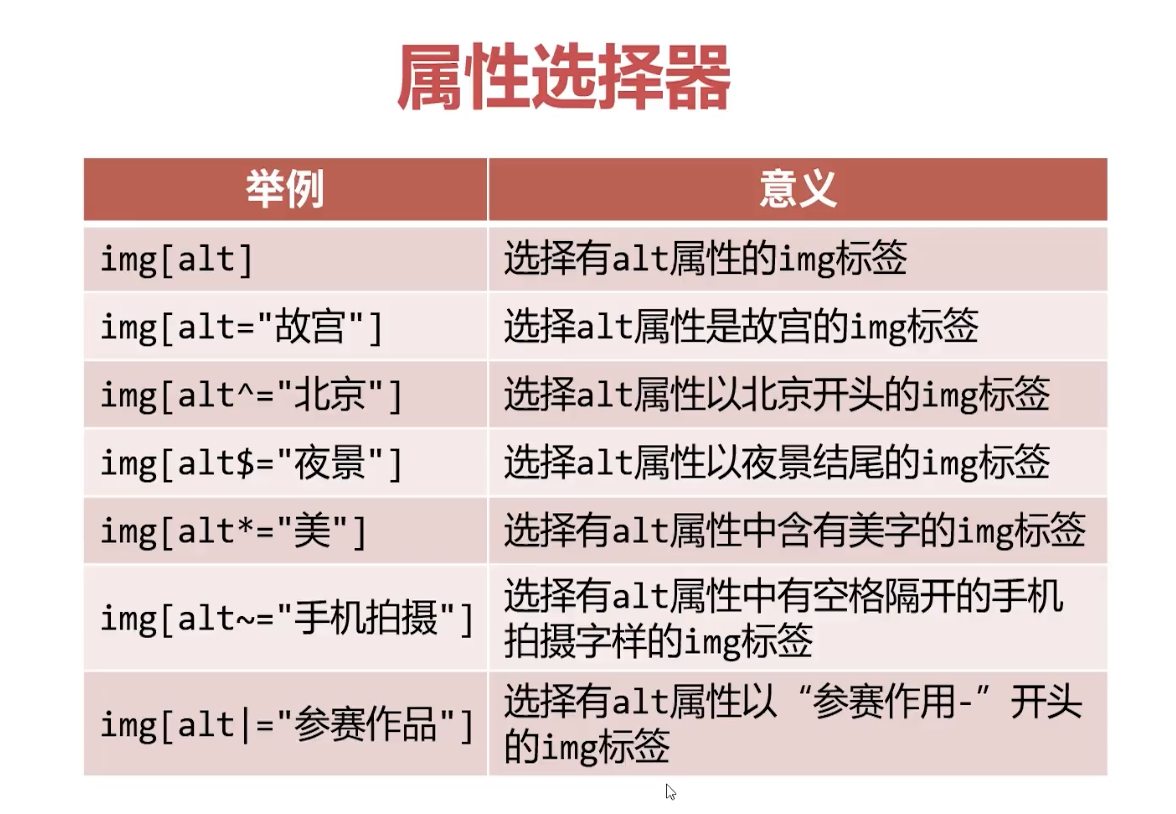 属性选择器
举例 意义
img[alt] 选择有alt属性的img标签
img[alt="故宫"] 选择alt属性是故宫的img标签
img[alt^="北京"] 选择alt属性以北京开头的img标签
img[alt$="夜景"] 选择alt属性以夜景结尾的img标签
img[alt*="美"] 选择有alt属性中含有美字的img标签
img[alt~="手机拍摄"] 选择有alt属性中有空格隔开的手机
拍摄字样的img标签
img[alt|="参赛作品"] 选择有alt属性以“参赛作用-”开头
的img标签